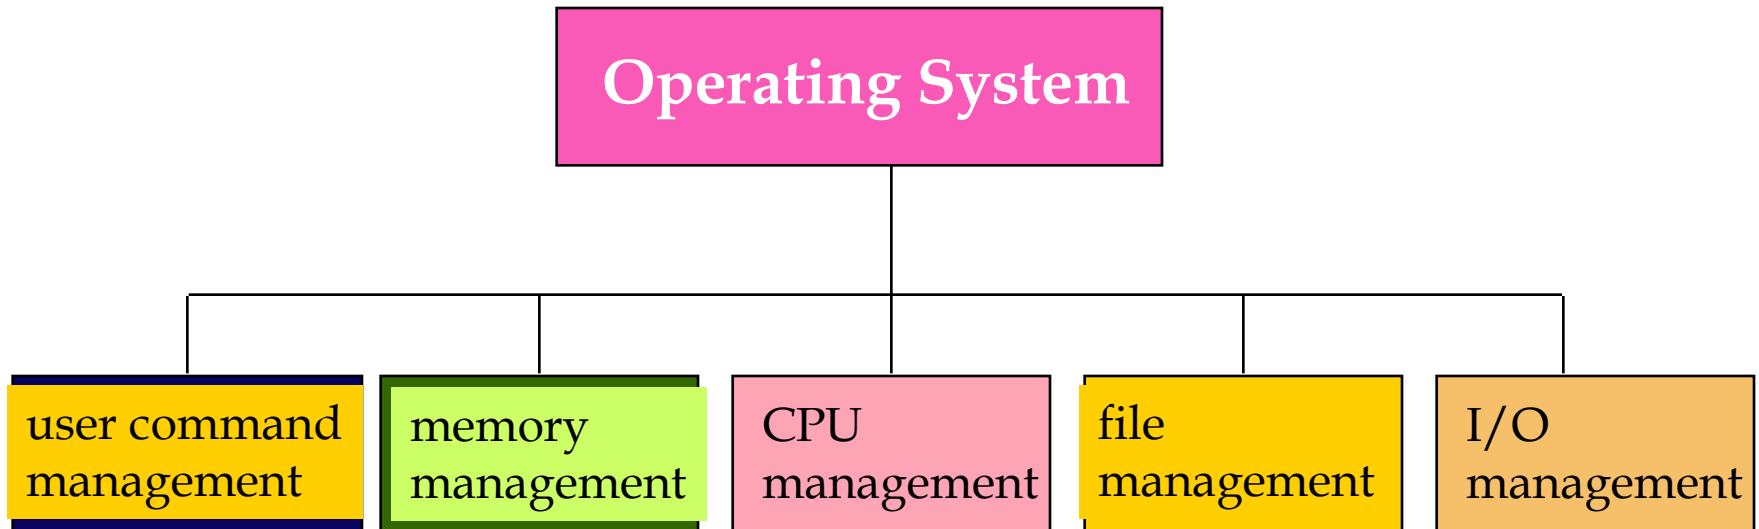 Operating System
user command
management
memory
management
CPU
management
file
management
I/O
management